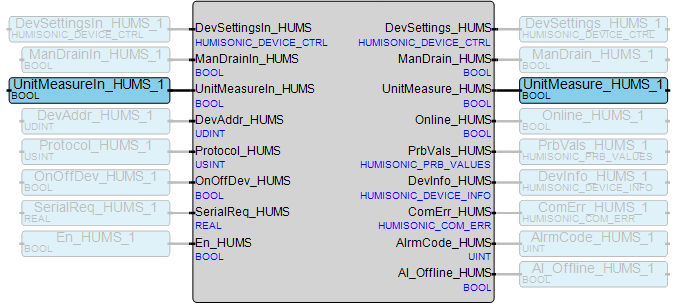 DevSettingsIn_HUMS_1
HUMISONIC_DEVICE_CTRL
DevSettingsIn_HUMS
HUMISONIC_DEVICE_CTRL
DevSettings_HUMS
HUMISONIC_DEVICE_CTRL
DevSettings_HUMS_1
HUMISONIC_DEVICE_CTRL
ManDrainIn_HUMS_1
BOOL
ManDrainIn_HUMS
BOOL
ManDrain_HUMS
BOOL
ManDrain_HUMS_1
BOOL
UnitMeasureIn_HUMS_1
BOOL
UnitMeasureIn_HUMS
BOOL
UnitMeasure_HUMS
BOOL
UnitMeasure_HUMS_1
BOOL
DevAddr_HUMS_1
UDINT
DevAddr_HUMS
UDINT
Online_HUMS
BOOL
Online_HUMS_1
BOOL
Protocol_HUMS_1
USINT
Protocol_HUMS
USINT
PrbVals_HUMS
HUMISONIC_PRB_VALUES
PrbVals_HUMS_1
HUMISONIC_PRB_VALUES
OnOffDev_HUMS_1
BOOL
OnOffDev_HUMS
BOOL
DevInfo_HUMS
HUMISONIC_DEVICE_INFO
DevInfo_HUMS_1
HUMISONIC_DEVICE_INFO
SerialReq_HUMS_1
REAL
SerialReq_HUMS
REAL
ComErr_HUMS
HUMISONIC_COM_ERR
ComErr_HUMS_1
HUMISONIC_COM_ERR
En_HUMS_1
BOOL
En_HUMS
BOOL
AlrmCode_HUMS
UINT
AlrmCode_HUMS_1
UINT
Al_Offline_HUMS
BOOL
Al_Offline_HUMS_1
BOOL